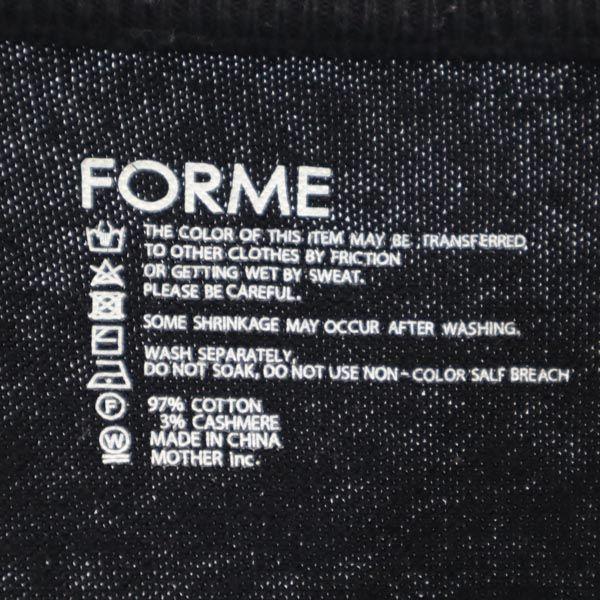 FORME
THE COLOR OF THIS ITEM MAY BE TRANSFERRED
TO OTHER CLOTHES BY FRICTION
OR GETTING WET BY SWEAT.
PLEASE BE CAREFUL.
SOME SHRINKAGE MAY OCCUR AFTER WASHING.
WASH SEPARATELY,
DO NOT SOAK, DO NOT USE NON-COLOR SALF BREACH
F
97% COTTON
3% CASHMERE
W
MADE IN CHINA
MOTHER inc.